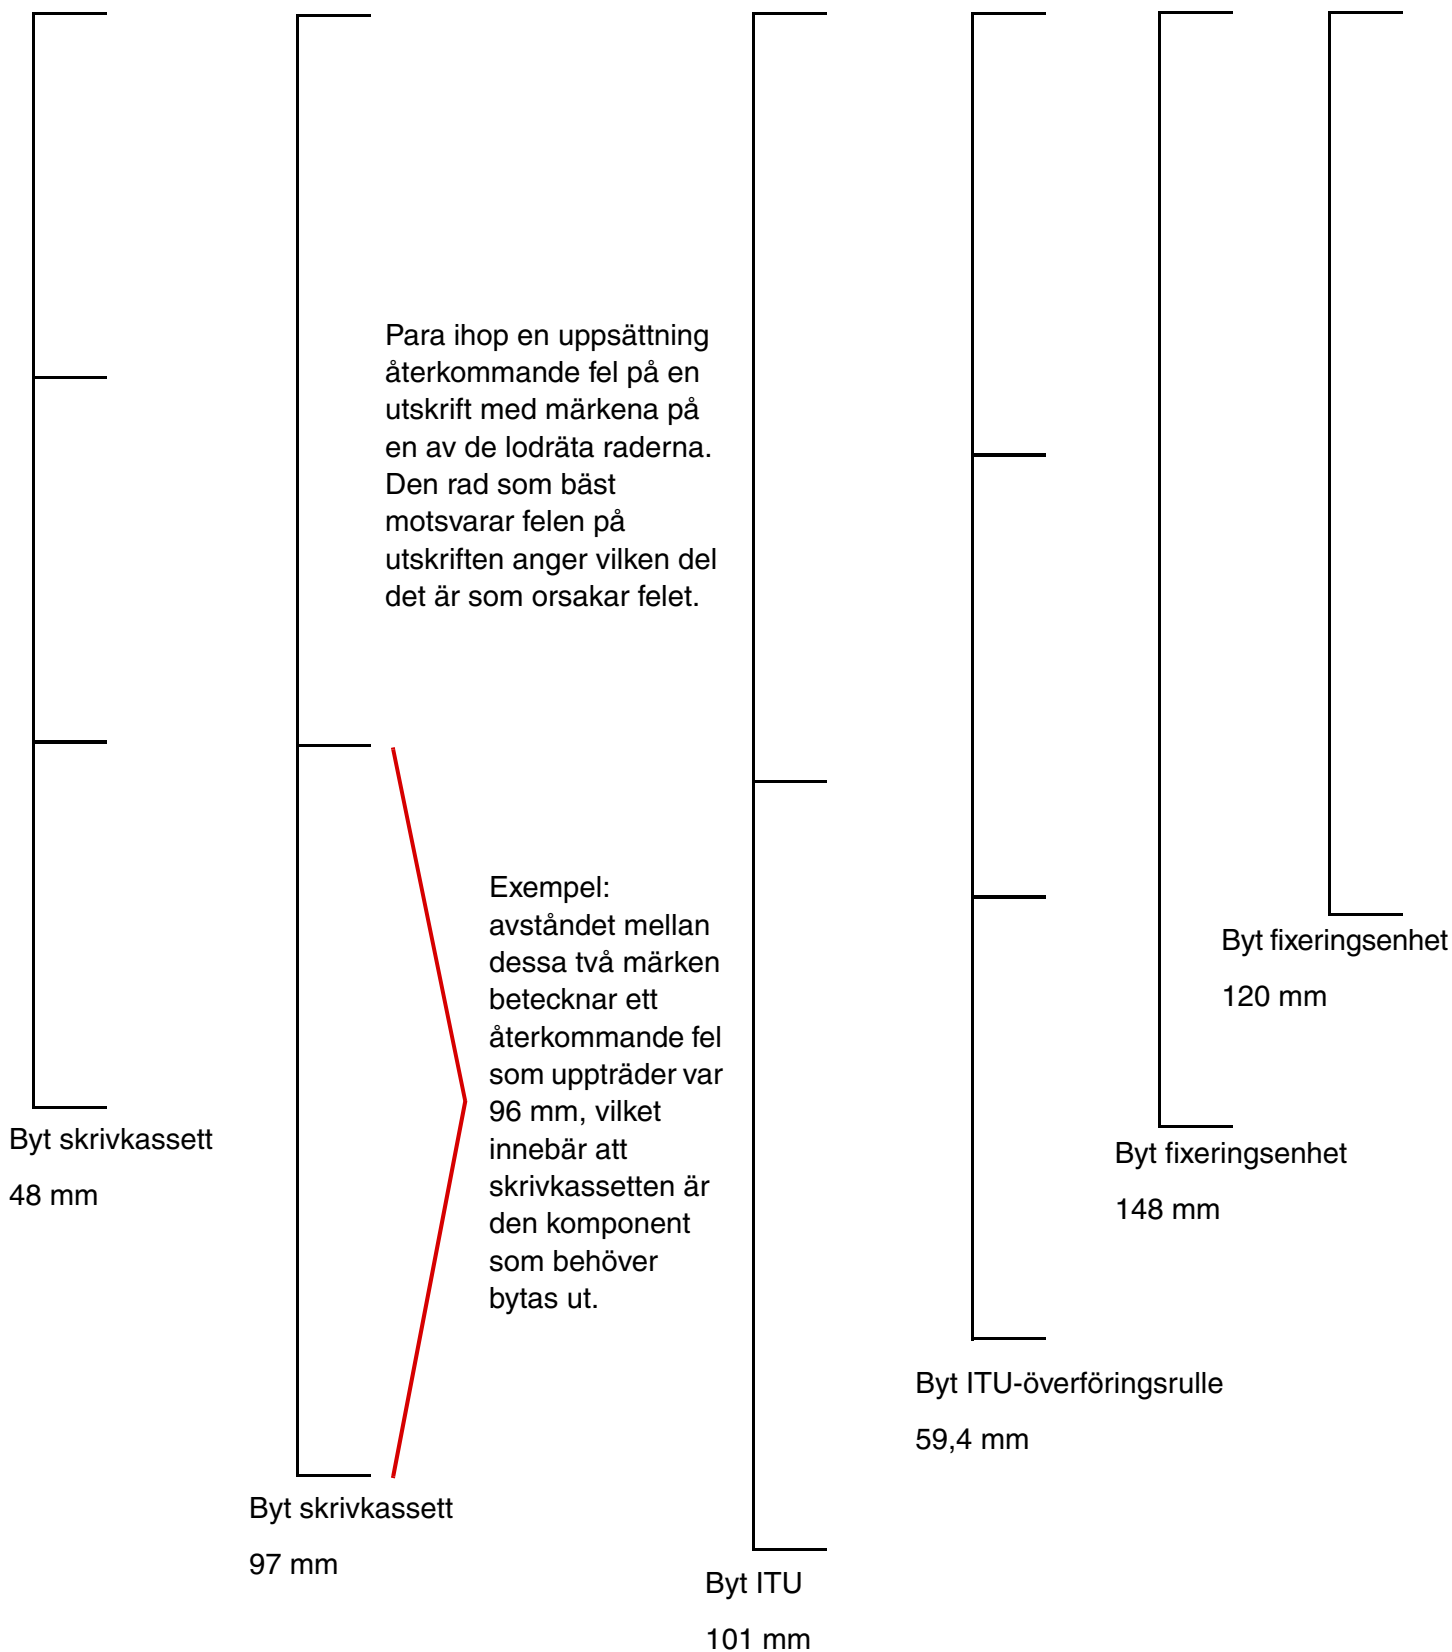 Para ihop en uppsättning
återkommande fel på en
utskrift med märkena på
en av de lodräta raderna.
Den rad som bäst
motsvarar felen på
utskriften anger vilken del
det är som orsakar felet.
Exempel:
avståndet mellan
dessa två märken
betecknar ett
återkommande fel
som uppträder var
96 mm, vilket
innebär att
skrivkassetten är
den komponent
som behöver
bytas ut.
Byt skrivkassett
48 mm
Byt skrivkassett
97 mm
Byt ITU
101 mm
Byt ITU-överföringsrulle
59,4 mm
Byt fixeringsenhet
148 mm
Byt fixeringsenhet
120 mm